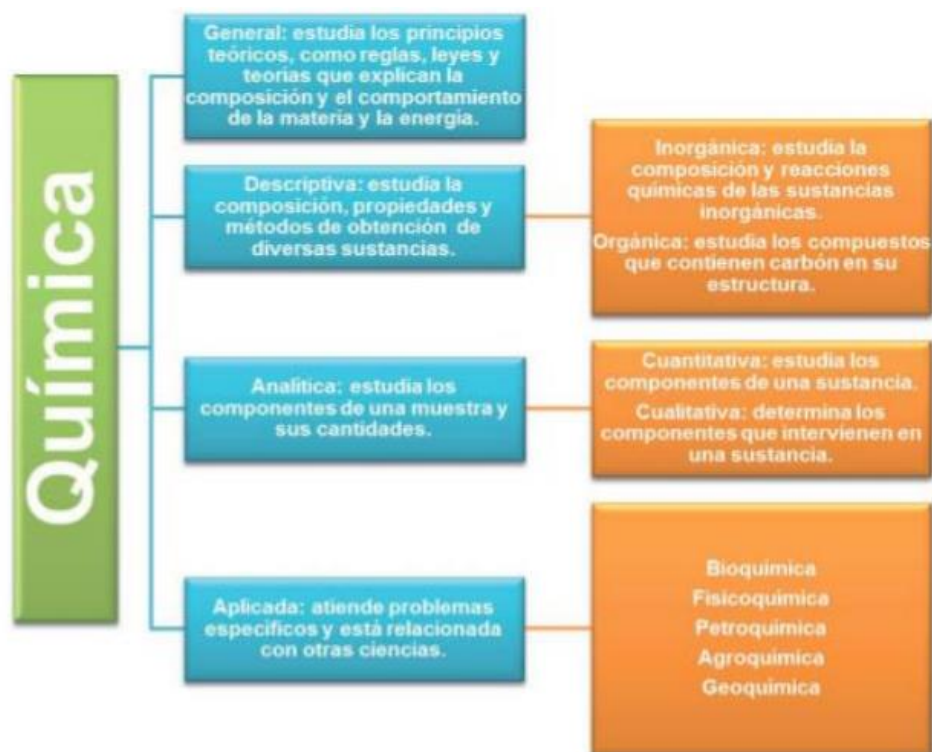 Química
General: estudia los principios
teóricos, como reglas, leyes y
teorías que explican la
composición y el comportamiento
de la materia y la energía.
Descriptiva: estudia la
composición, propiedades y
métodos de obtención de
diversas sustancias.
Inorgánica: estudia la
composición y reacciones
químicas de las sustancias
inorgánicas.
Orgánica: estudia los compuestos
que contienen carbón en su
estructura.
Analítica: estudia los
componentes de una muestra y
sus cantidades.
Cuantitativa: estudia los
componentes de una sustancia.
Cualitativa: determina los
componentes que intervienen en
una sustancia.
Aplicada: atiende problemas
específicos y está relacionada
con otras ciencias.
Bioquímica
Fisicoquímica
Petroquímica
Agroquímica
Geoquímica